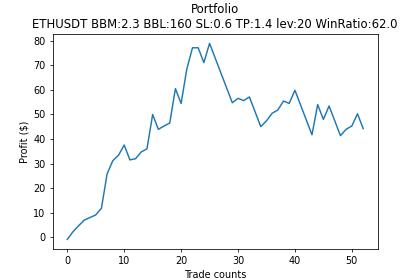 Portfolio
ETHUSDT BBM:2.3 BBL:160 SL:0.6 TP:1.4 lev:20 WinRatio:62.0
80
70
60
50
40
30
20
10
0
Profit ($)
0 10 20 30 40 50
Trade counts